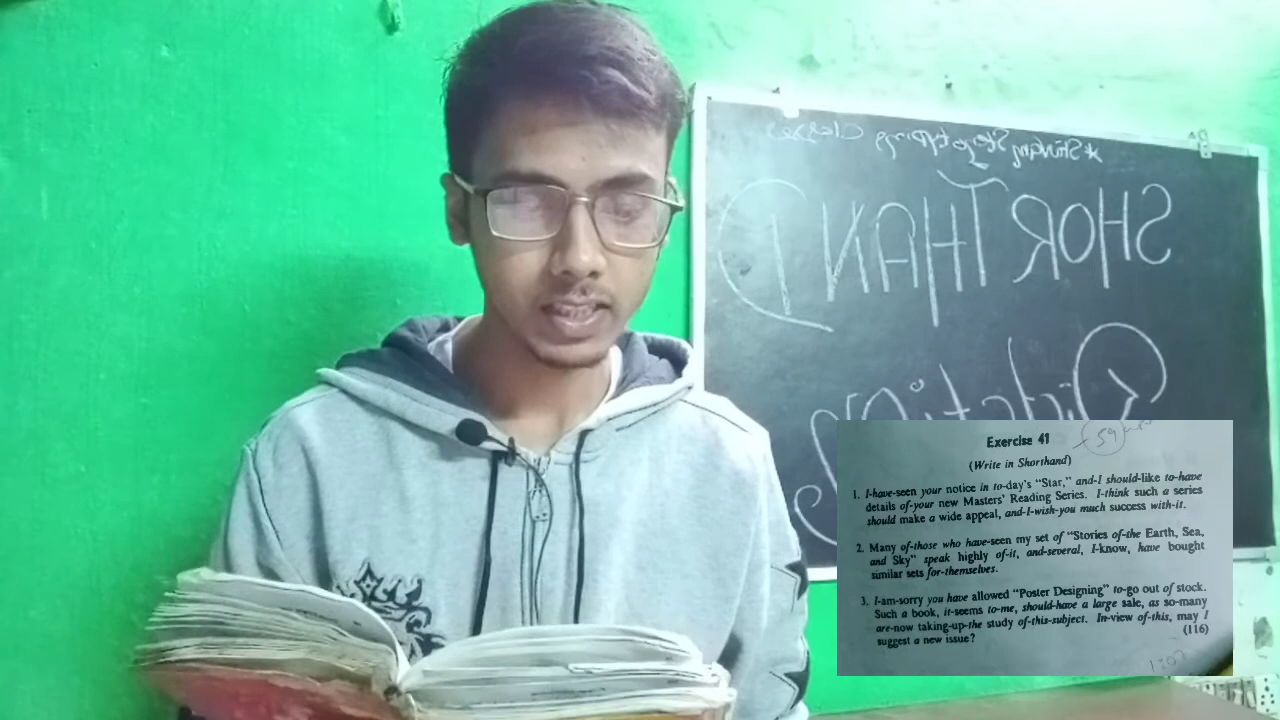 * Shivam Stenotyping Classes
SHORTHAND
Dictation
Exercise 41
59
(Write in Shorthand)
1. I-have-seen your notice in to-day's "Star," and-I should-like to-have
details of-your new Masters' Reading Series. I-think such a series
should make a wide appeal, and-I-wish-you much success with-it.
2. Many of-those who have-seen my set of "Stories of-the Earth, Sea,
and Sky" speak highly of-it, and-several, I-know, have bought
similar sets for-themselves.
3. I-am-sorry you have allowed "Poster Designing" to-go out of stock.
Such a book, it-seems to-me, should-have a large sale, as so-many
are-now taking-up-the study of-this-subject. In-view of-this, may I
suggest a new issue?
(116)